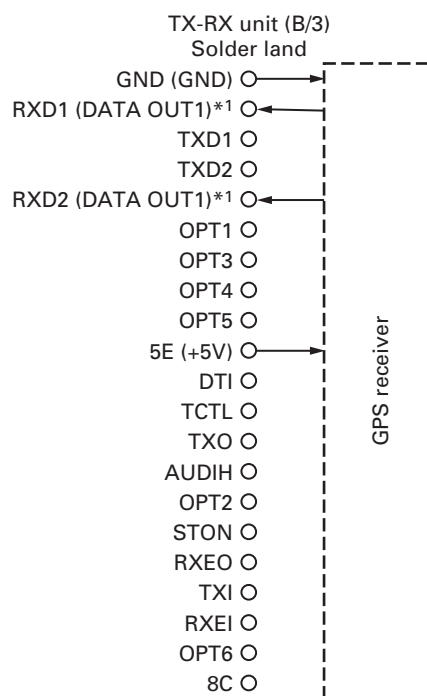 TX-RX unit (B/3)
Solder land
GND (GND)
RXD1 (DATA OUT1)*1
TXD1
TXD2
RXD2 (DATA OUT1)*1
OPT1
OPT3
OPT4
OPT5
5E (+5V)
DTI
TCTL
TXO
AUDIH
OPT2
STON
RXEO
TXI
RXEI
OPT6
8C
GPS receiver